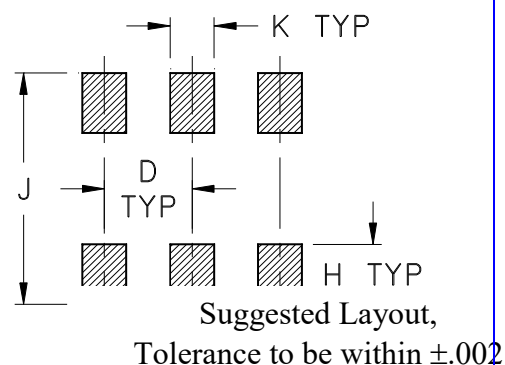 K TYP
J
D
TYP
H TYP
Suggested Layout,
Tolerance to be within ±.002